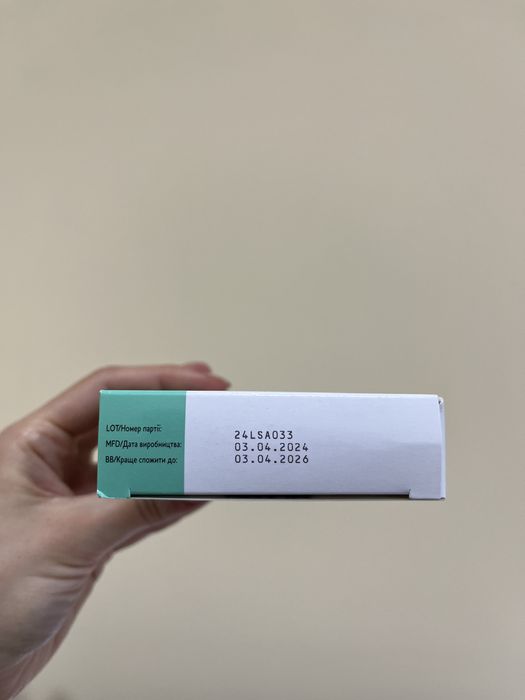 LOT/Номер партії:
24LSA033
MFD/Дата виробництва:
03.04.2024
BB/Краще спожити до:
03.04.2026